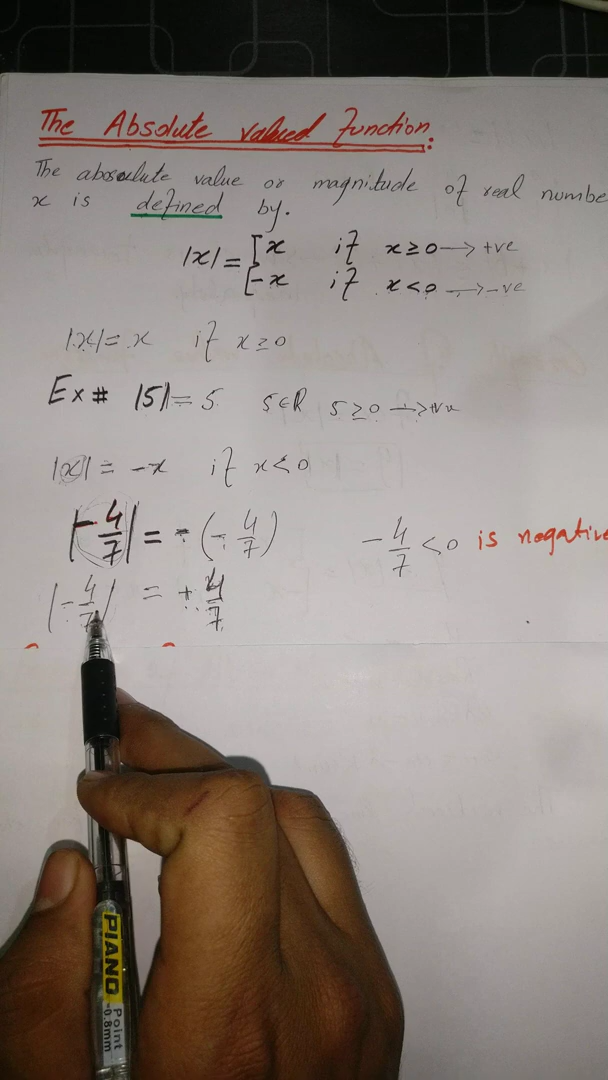 The Absolute valued function.
The absoulute value or magnitude of real numbe
x is defined by.
|x| = [x if x ≥ 0 → +ve
[-x if x < 0 → -ve
|x| = x if x ≥ 0
Ex # |5| = 5 5∈R 5 ≥ 0 → +ve
|x| = -x if x < 0
|-4/7| = -(-4/7) -4/7 < 0 is negative
|-4/7| = +4/7
PIANO Point
0.8mm